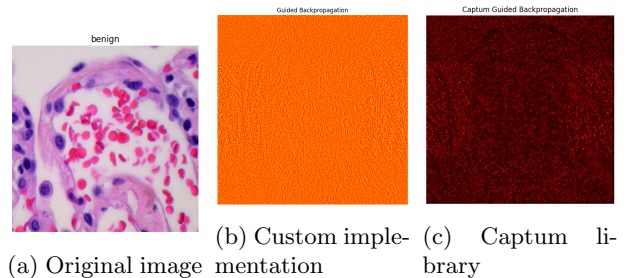 benign
Guided Backpropagation
Captum Guided Backpropagation
(a) Original image
(b) Custom imple-
mentation
(c) Captum li-
brary